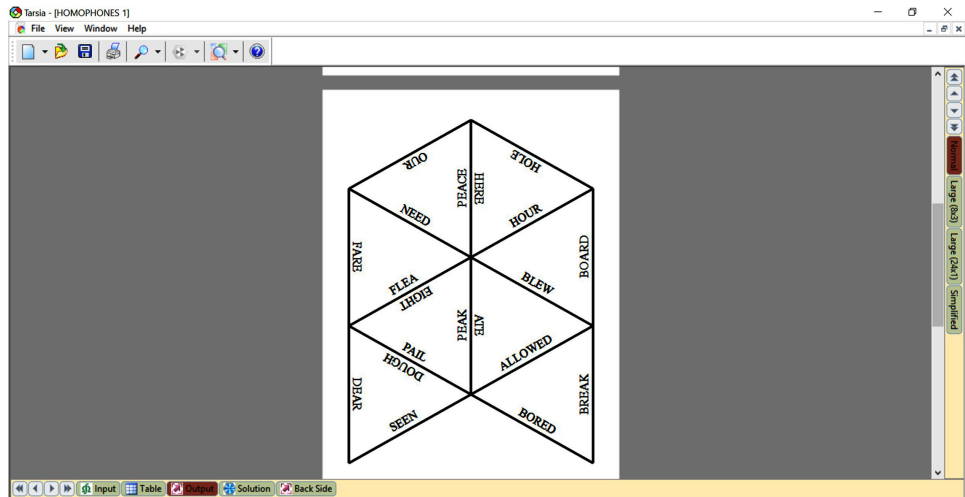 Tarsia - [HOMOPHONES 1]
File View Window Help
OUR
HOLE
PEACE
HERE
NEED
HOUR
FARE
BOARD
FLEA
EIGHT
BLEW
PEAK
ATE
PAIL
DOUGH
ALLOWED
DEAR
BREAK
SEEN
BORED
Normal
Large (8x3)
Large (24x1)
Simplified
Input Table Output Solution Back Side